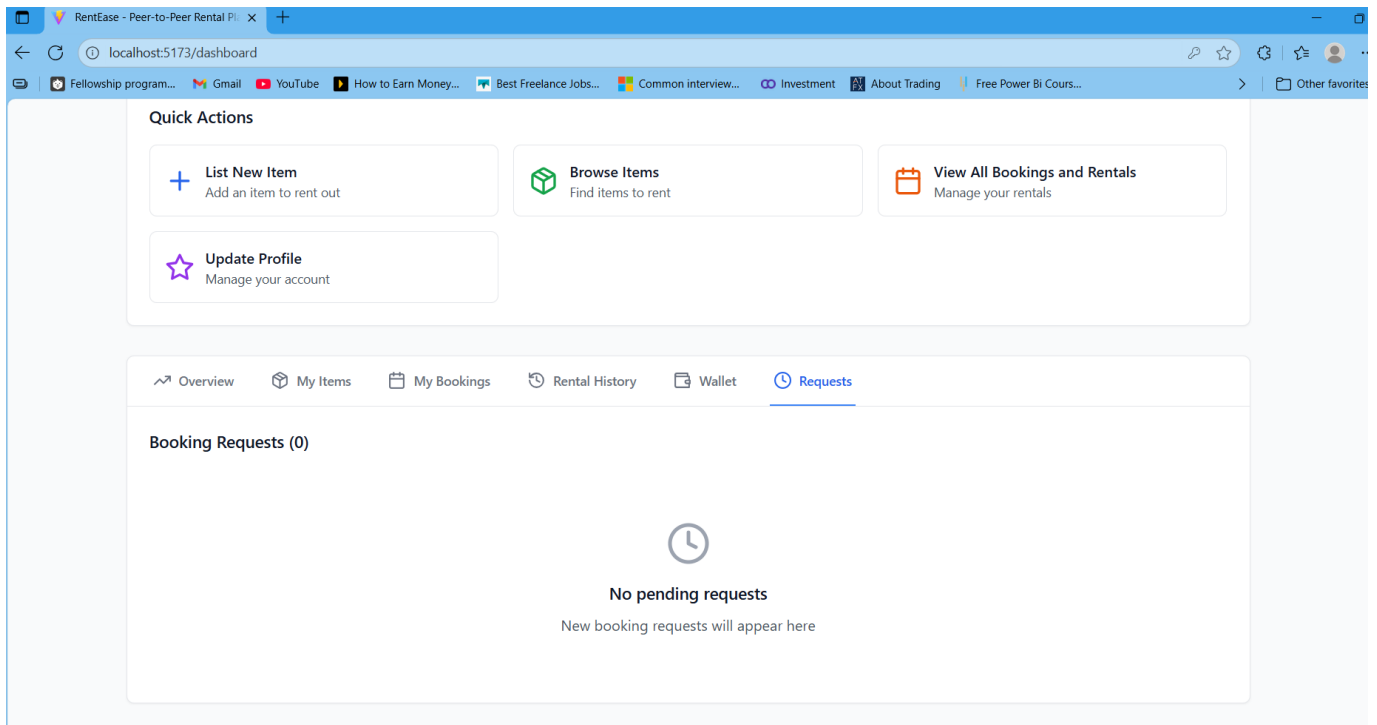 RentEase - Peer-to-Peer Rental Pl
localhost:5173/dashboard
Fellowship program... Gmail YouTube How to Earn Money... Best Freelance Jobs... Common interview... Investment About Trading Free Power Bi Cours... Other favorites
Quick Actions
List New Item
Add an item to rent out
Browse Items
Find items to rent
View All Bookings and Rentals
Manage your rentals
Update Profile
Manage your account
Overview My Items My Bookings Rental History Wallet Requests
Booking Requests (0)
No pending requests
New booking requests will appear here